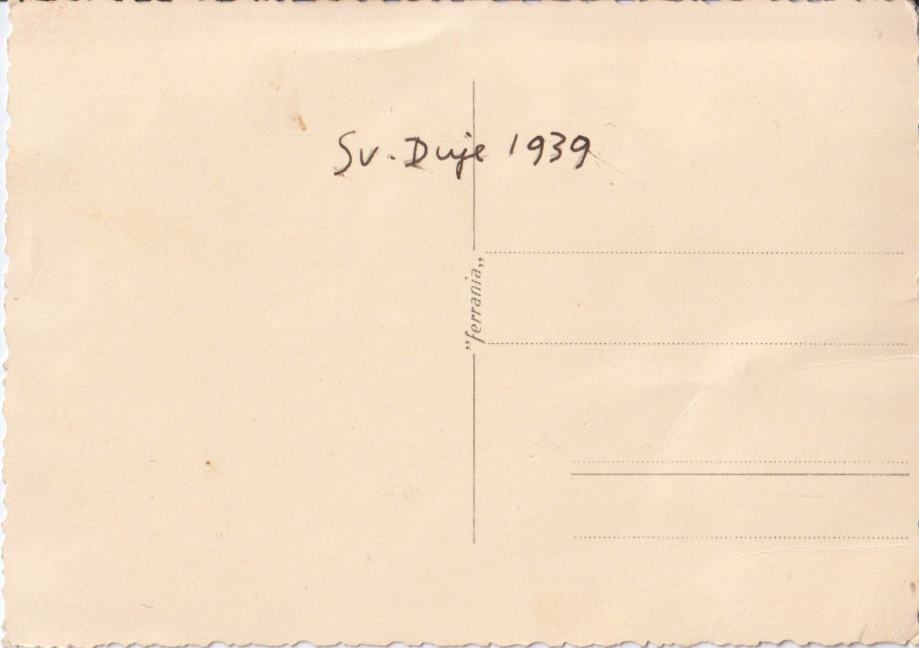 Sv. Duje 1939
„ferrania„